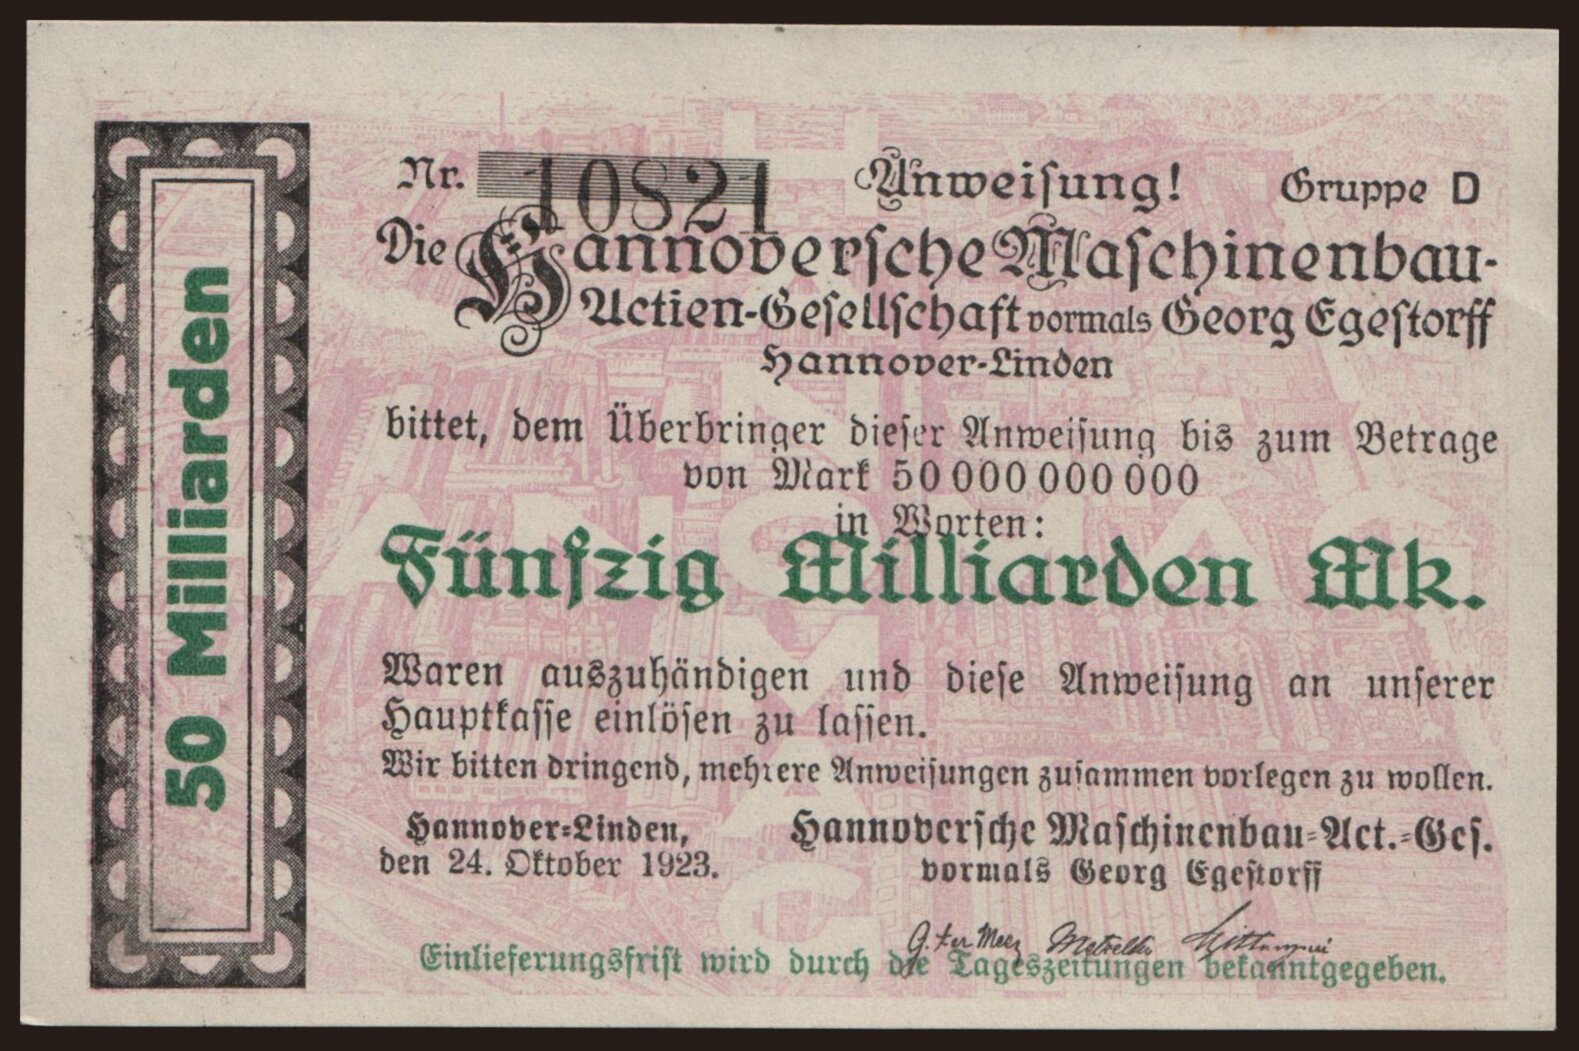 50 Milliarden
Nr. 10821 Anweisung! Gruppe D
Die Hannoversche Maschinenbau-
Actien-Gesellschaft vormals Georg Egestorff
Hannover-Linden
bittet, dem Überbringer dieser Anweisung bis zum Betrage
von Mark 50 000 000 000
in Worten:
Fünfzig Milliarden Mk.
Waren auszuhändigen und diese Anweisung an unserer
Hauptkasse einlösen zu lassen.
Wir bitten dringend, mehrere Anweisungen zusammen vorlegen zu wollen.
Hannover-Linden,
den 24. Oktober 1923.
Hannoversche Maschinenbau-Act.-Ges.
vormals Georg Egestorff
G. ter Meer
Einlieferungsfrist wird durch die Tageszeitungen bekanntgegeben.
HANOMAG